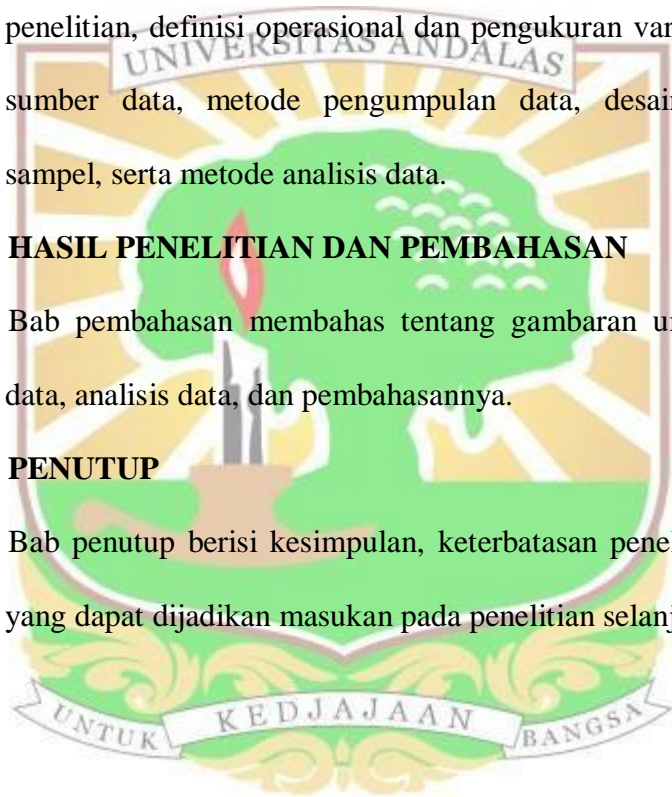 penelitian, definisi operasional dan pengukuran var
UNIVERSITAS ANDALAS
sumber data, metode pengumpulan data, desai
sampel, serta metode analisis data.
HASIL PENELITIAN DAN PEMBAHASAN
Bab pembahasan membahas tentang gambaran u
data, analisis data, dan pembahasannya.
PENUTUP
Bab penutup berisi kesimpulan, keterbatasan pene
yang dapat dijadikan masukan pada penelitian selan
UNTUK KEDJAJAAN BANGSA